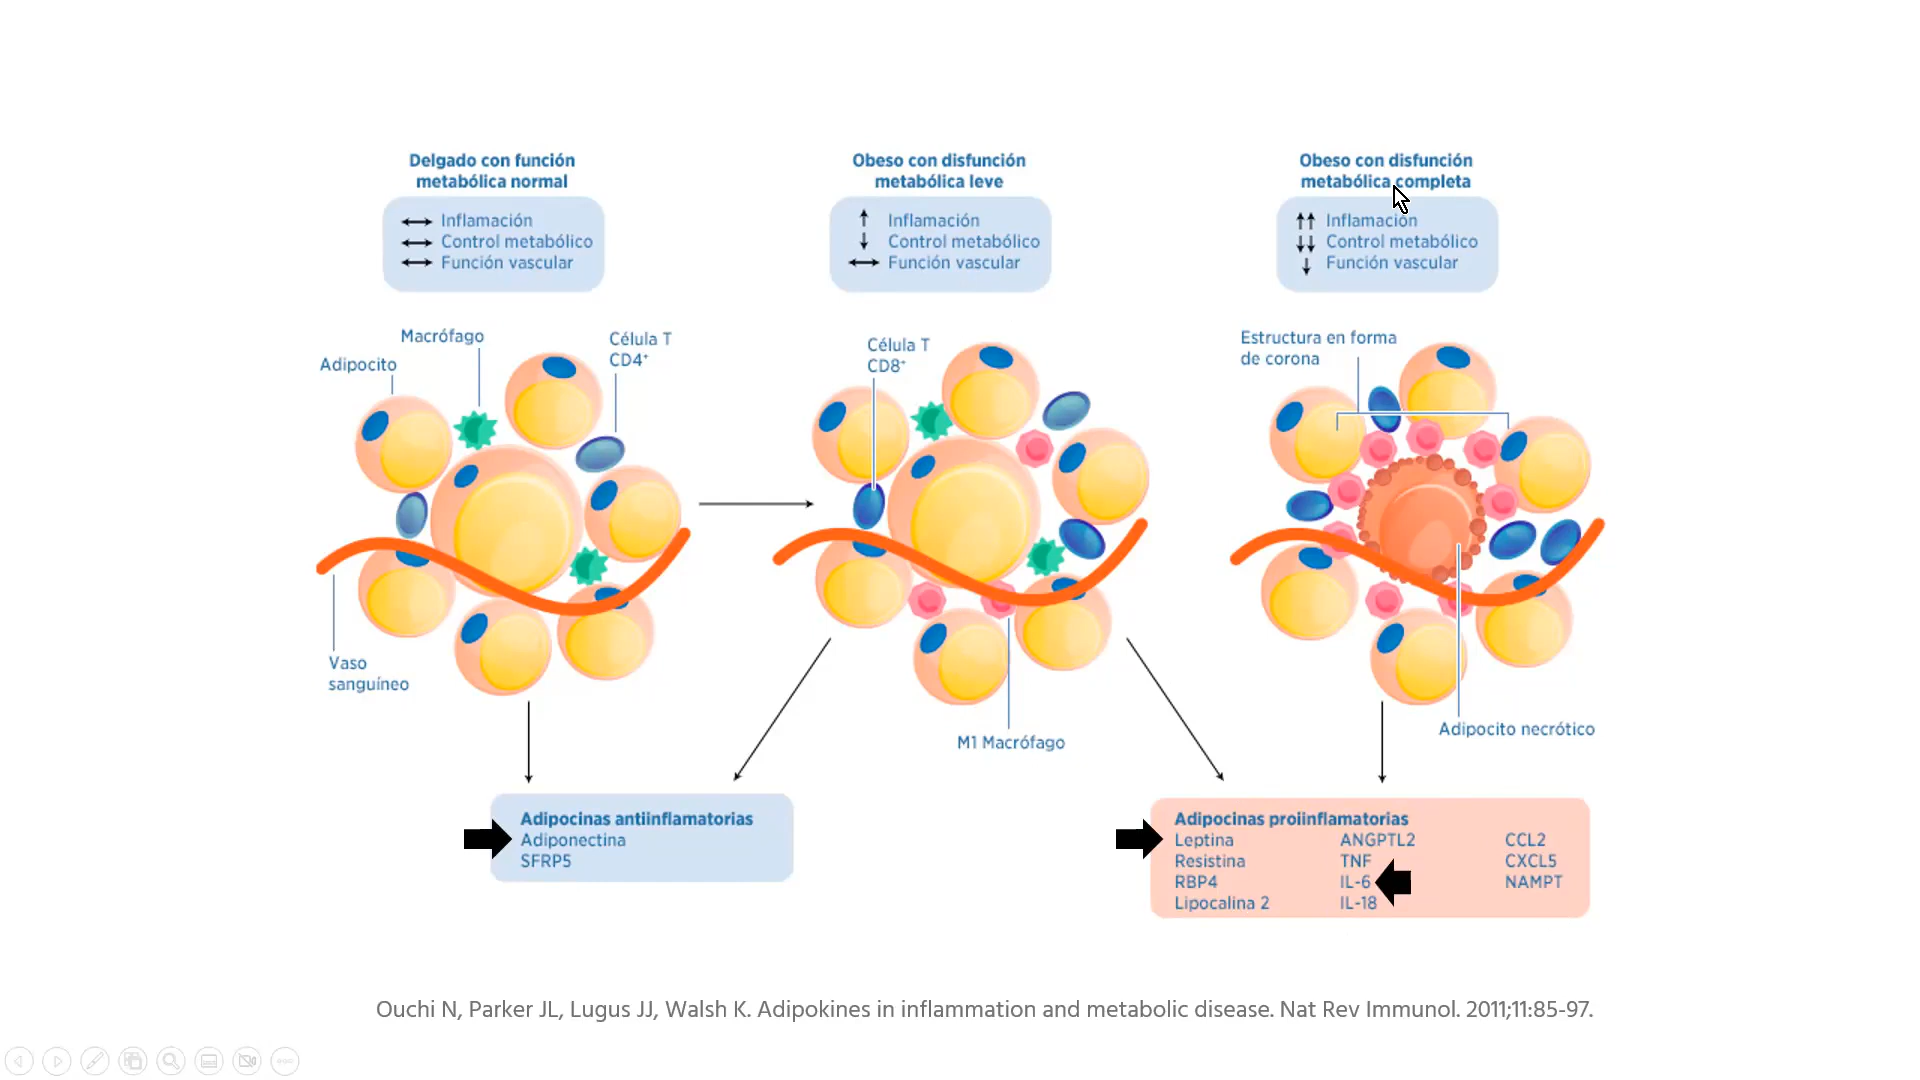 Delgado con función
metabólica normal
Inflamación
Control metabólico
Función vascular
Obeso con disfunción
metabólica leve
Inflamación
Control metabólico
Función vascular
Obeso con disfunción
metabólica completa
Inflamación
Control metabólico
Función vascular
Macrófago
Adipocito
Célula T
CD4+
Vaso
sanguíneo
Célula T
CD8+
M1 Macrófago
Estructura en forma
de corona
Adipocito necrótico
Adipocinas antiinflamatorias
Adiponectina
SFRP5
Adipocinas proiinflamatorias
Leptina ANGPTL2 CCL2
Resistina TNF CXCL5
RBP4 IL-6 NAMPT
Lipocalina 2 IL-18
Ouchi N, Parker JL, Lugus JJ, Walsh K. Adipokines in inflammation and metabolic disease. Nat Rev Immunol. 2011;11:85-97.